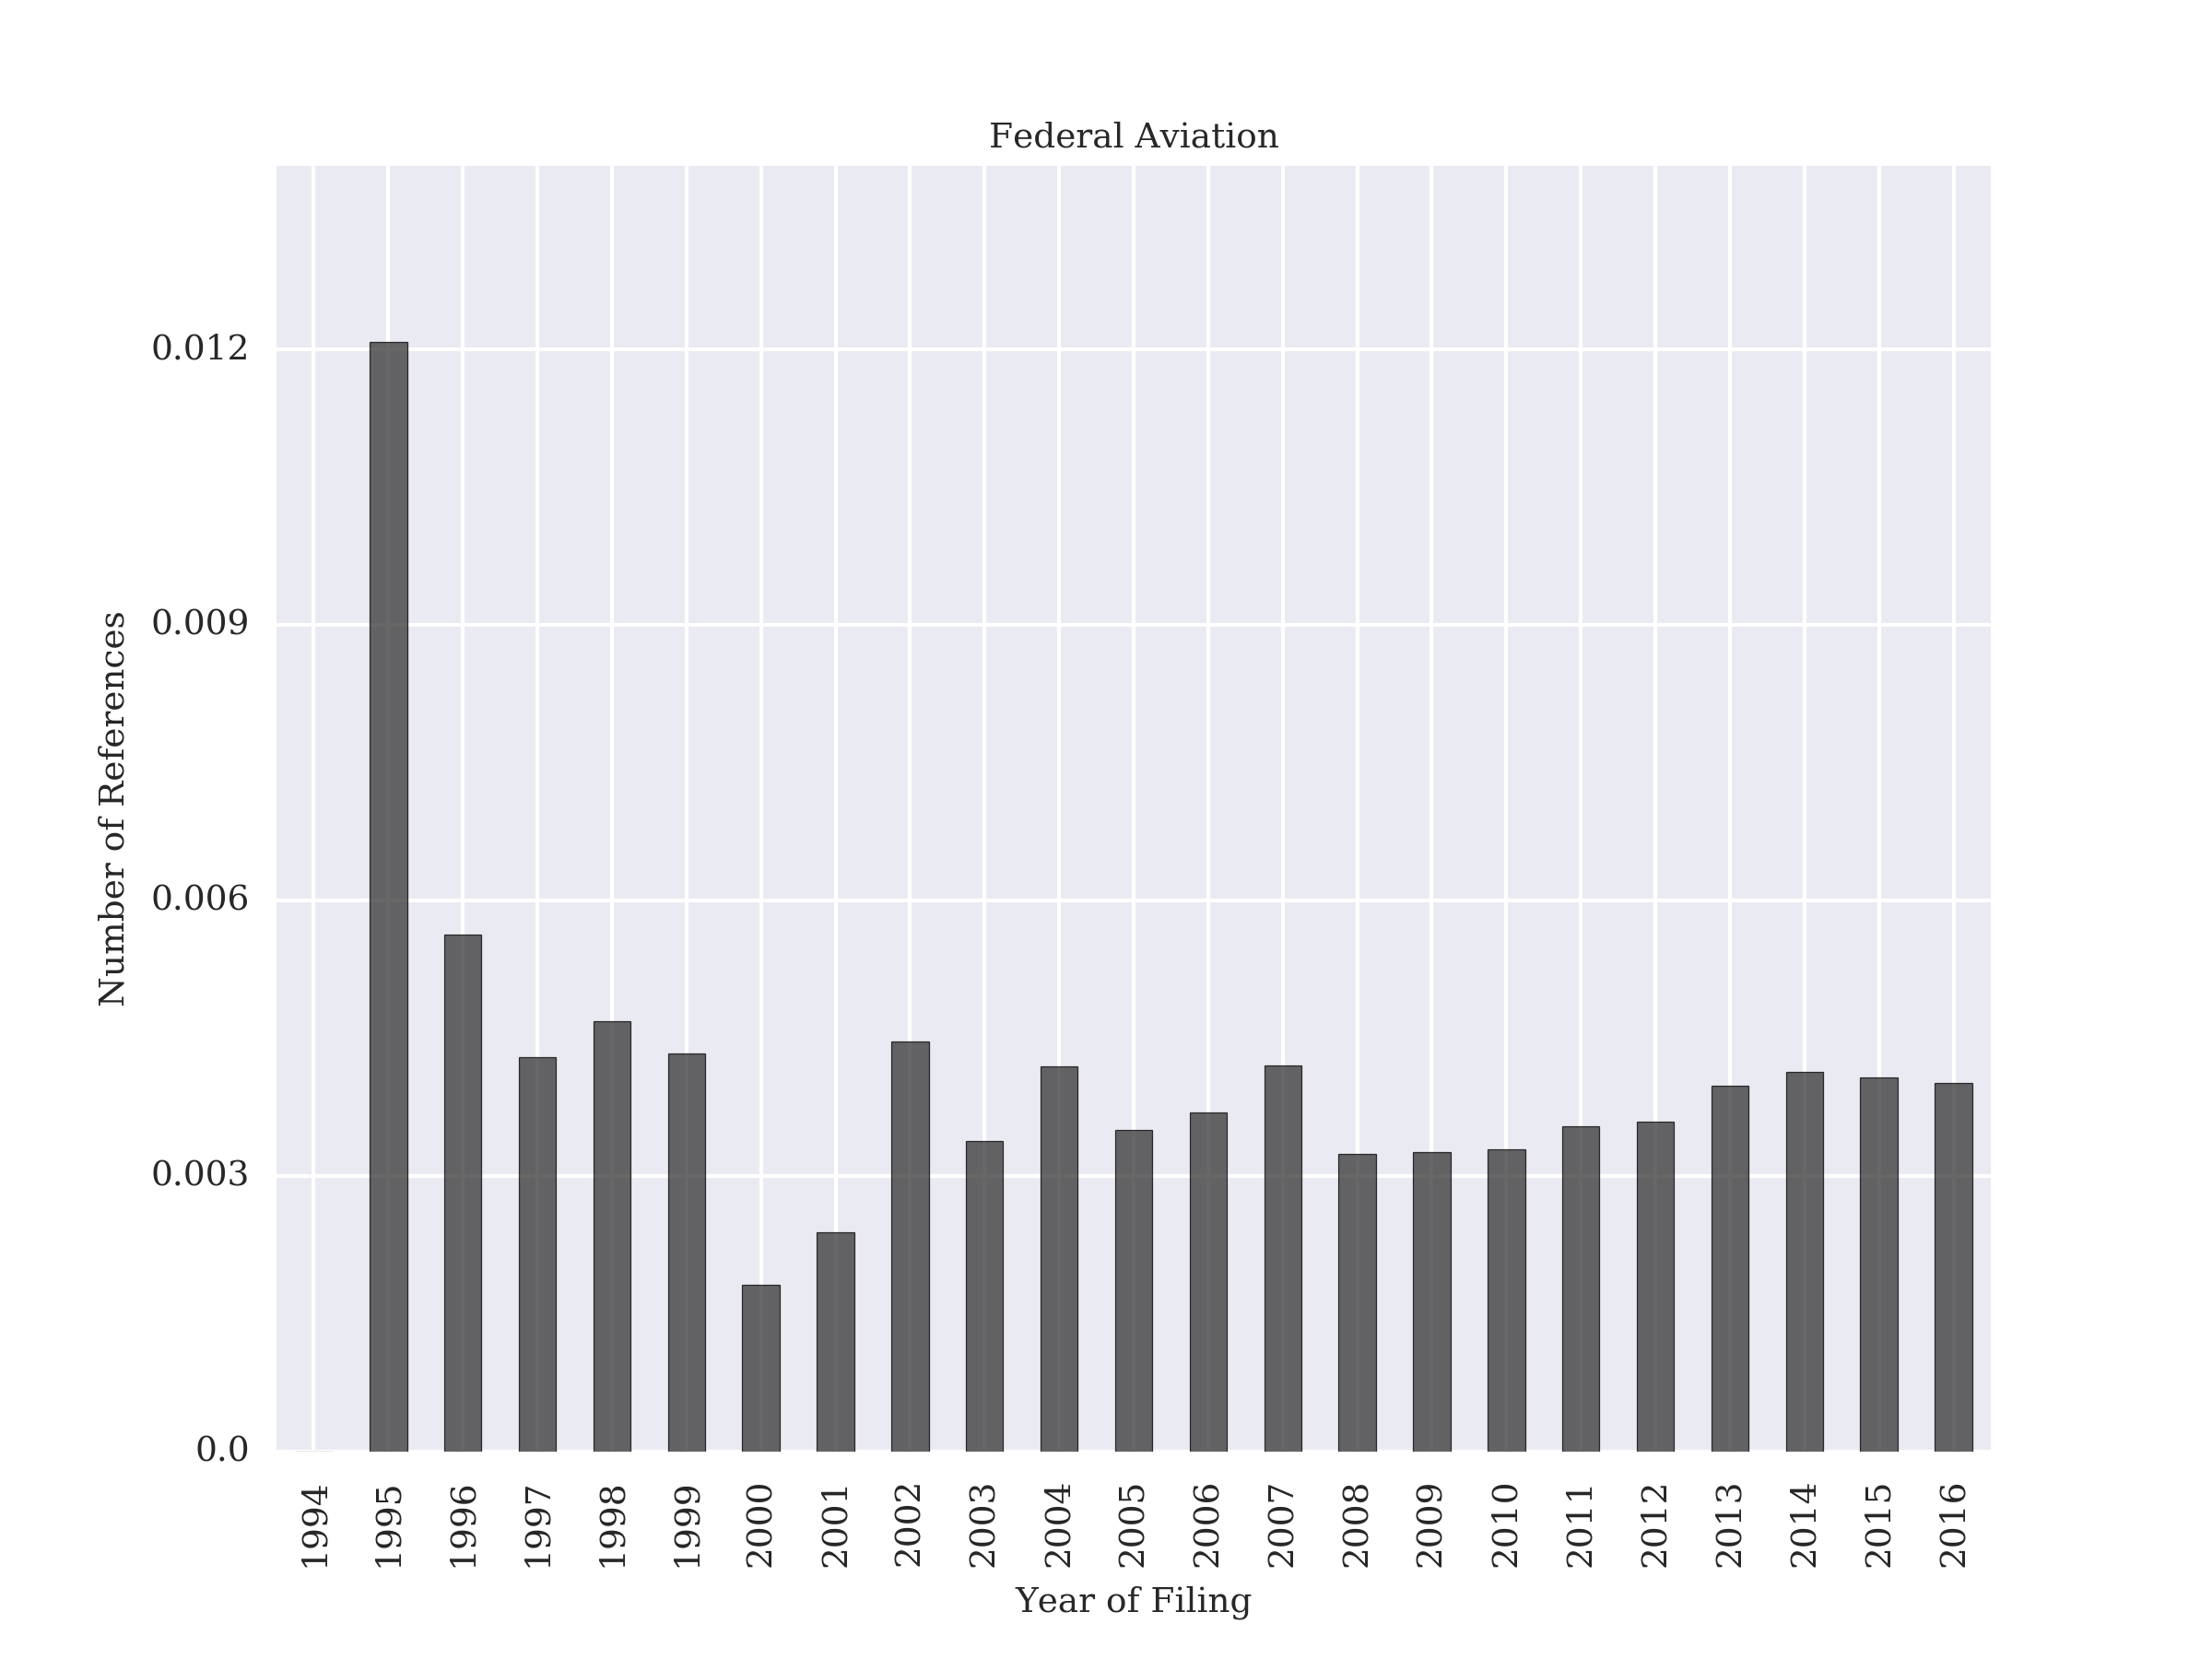 Federal Aviation
0.012
0.009
0.006
0.003
0.0
Number of References
1994 1995 1996 1997 1998 1999 2000 2001 2002 2003 2004 2005 2006 2007 2008 2009 2010 2011 2012 2013 2014 2015 2016
Year of Filing